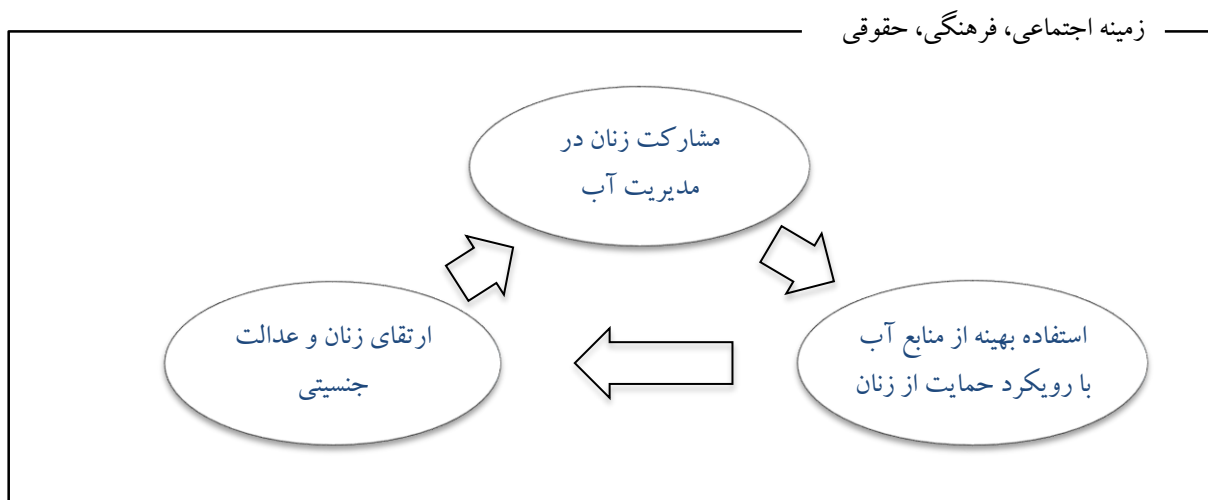 زمینه اجتماعی، فرهنگی، حقوقی
مشارکت زنان در
مدیریت آب
استفاده بهینه از منابع آب
با رویکرد حمایت از زنان
ارتقای زنان و عدالت
جنسیتی